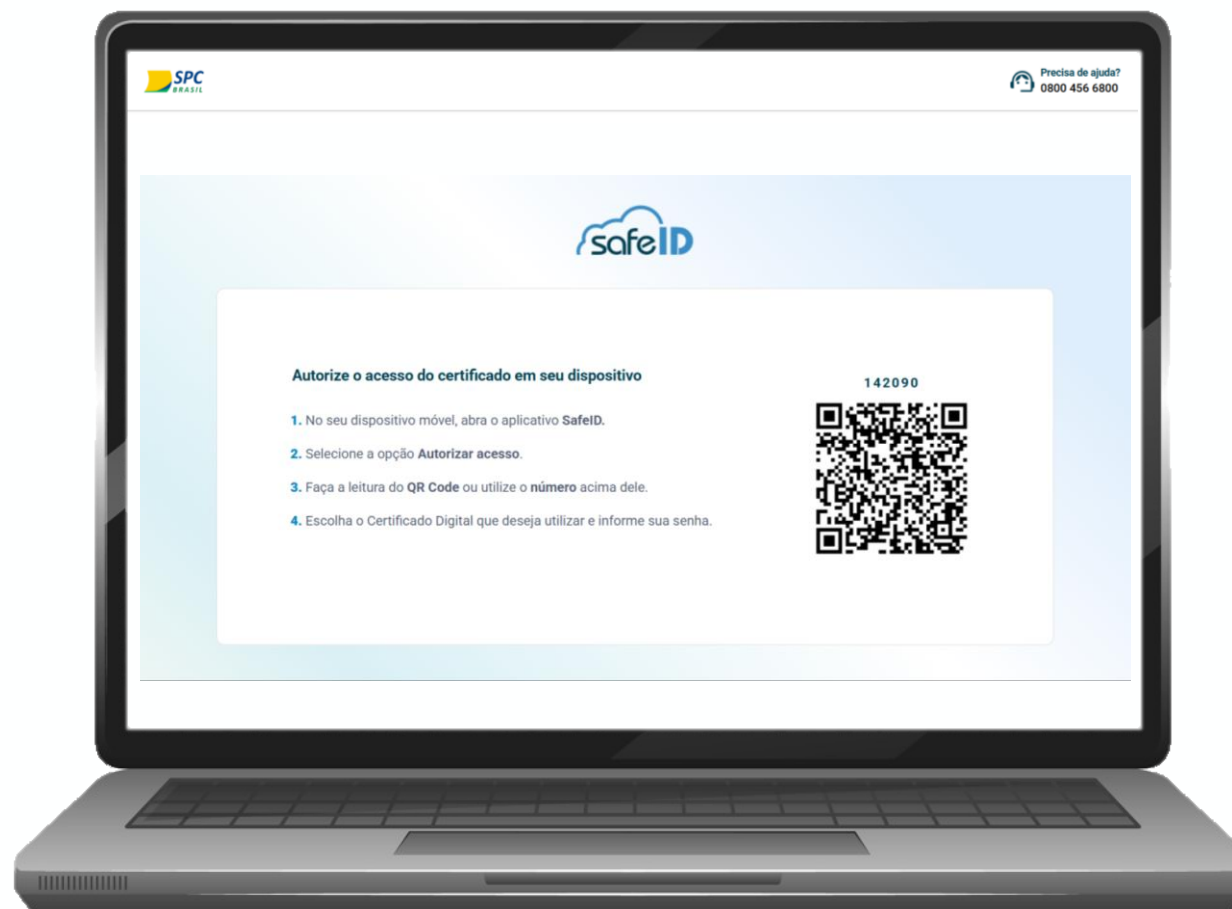 SPC
BRASIL
Precisa de ajuda?
0800 456 6800
safeID
Autorize o acesso do certificado em seu dispositivo
142090
1. No seu dispositivo móvel, abra o aplicativo SafeID.
2. Selecione a opção Autorizar acesso.
3. Faça a leitura do QR Code ou utilize o número acima dele.
4. Escolha o Certificado Digital que deseja utilizar e informe sua senha.